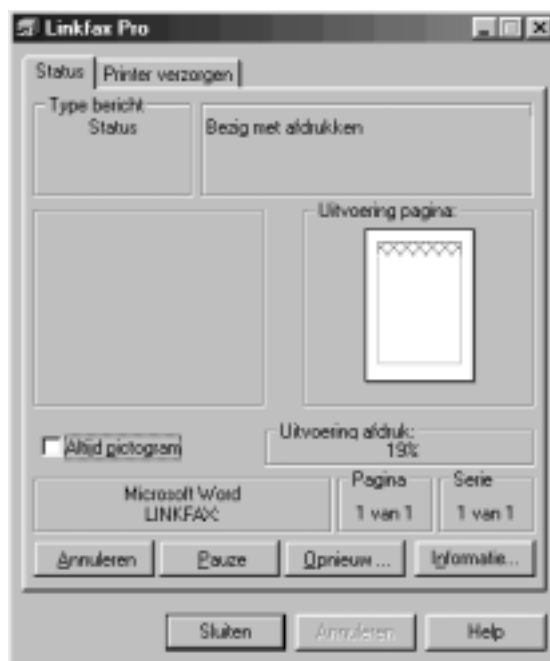 Linkfax Pro
Status
Printer verzorgen
Type bericht
Status
Bezig met afdrukken
Uitvoering pagina:
Altijd pictogram
Uitvoering afdruk:
19%
Microsoft Word
LINKFAX:
Pagina
1 van 1
Serie
1 van 1
Annuleren
Pauze
Opnieuw ...
Informatie...
Sluiten
Annuleren
Help